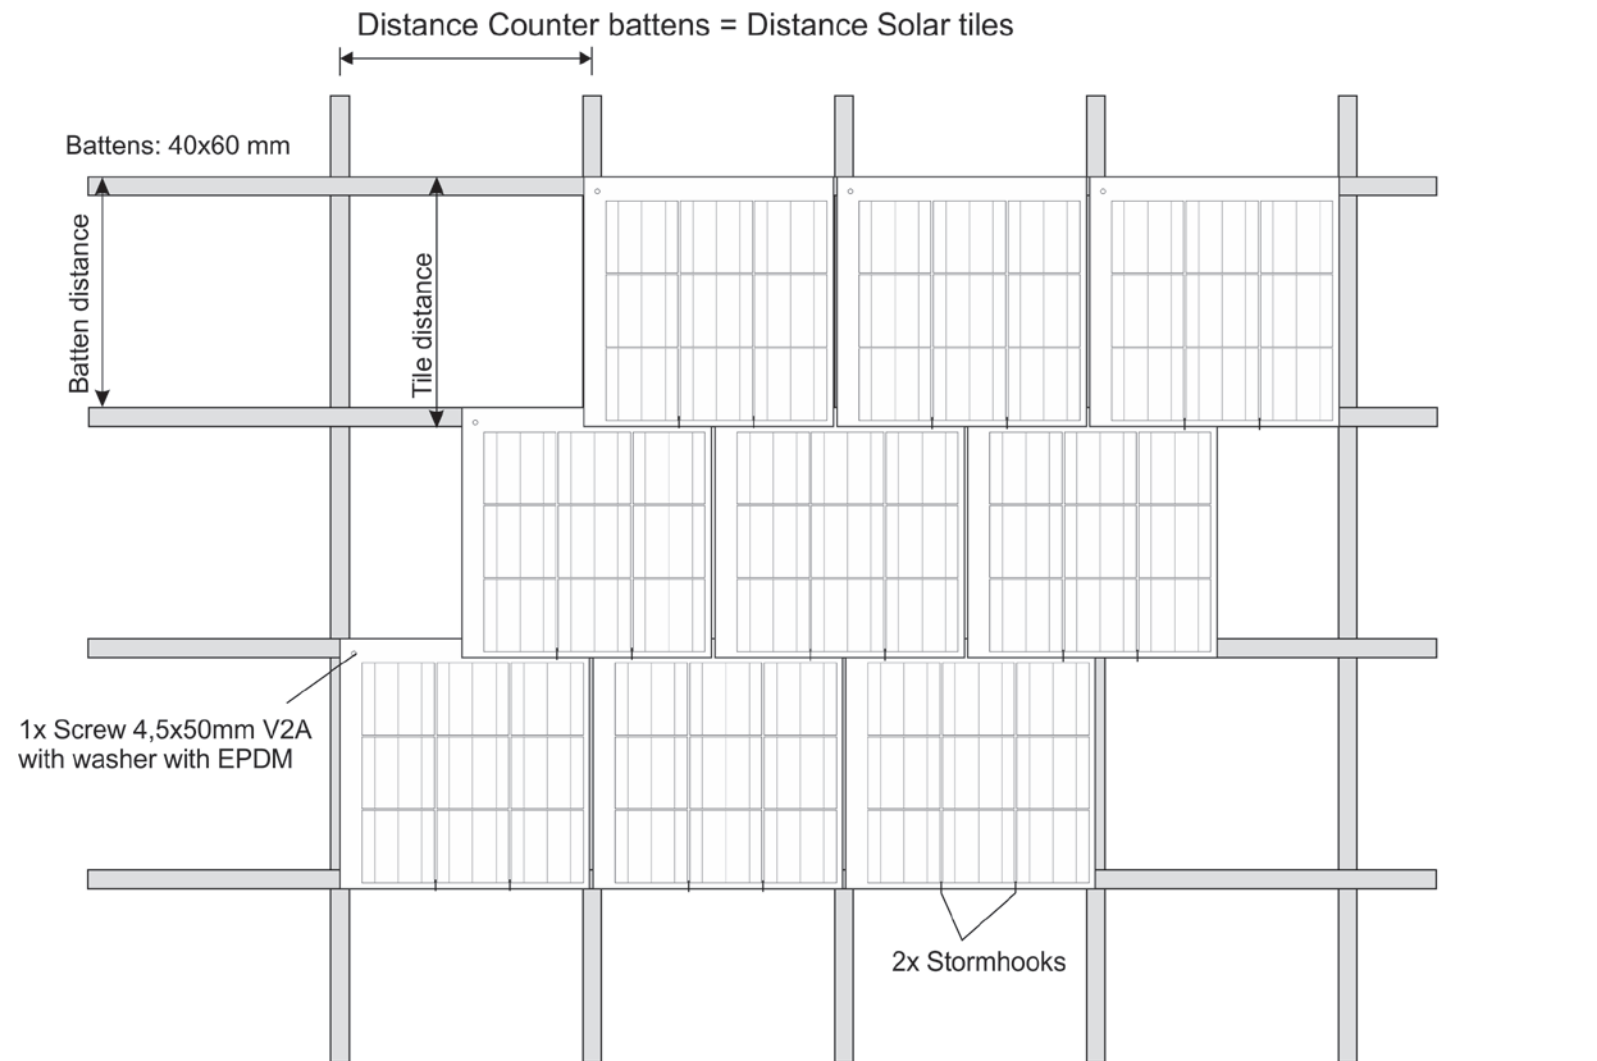 Distance Counter battens = Distance Solar tiles
Battens: 40x60 mm
Batten distance
Tile distance
1x Screw 4,5x50mm V2A
with washer with EPDM
2x Stormhooks